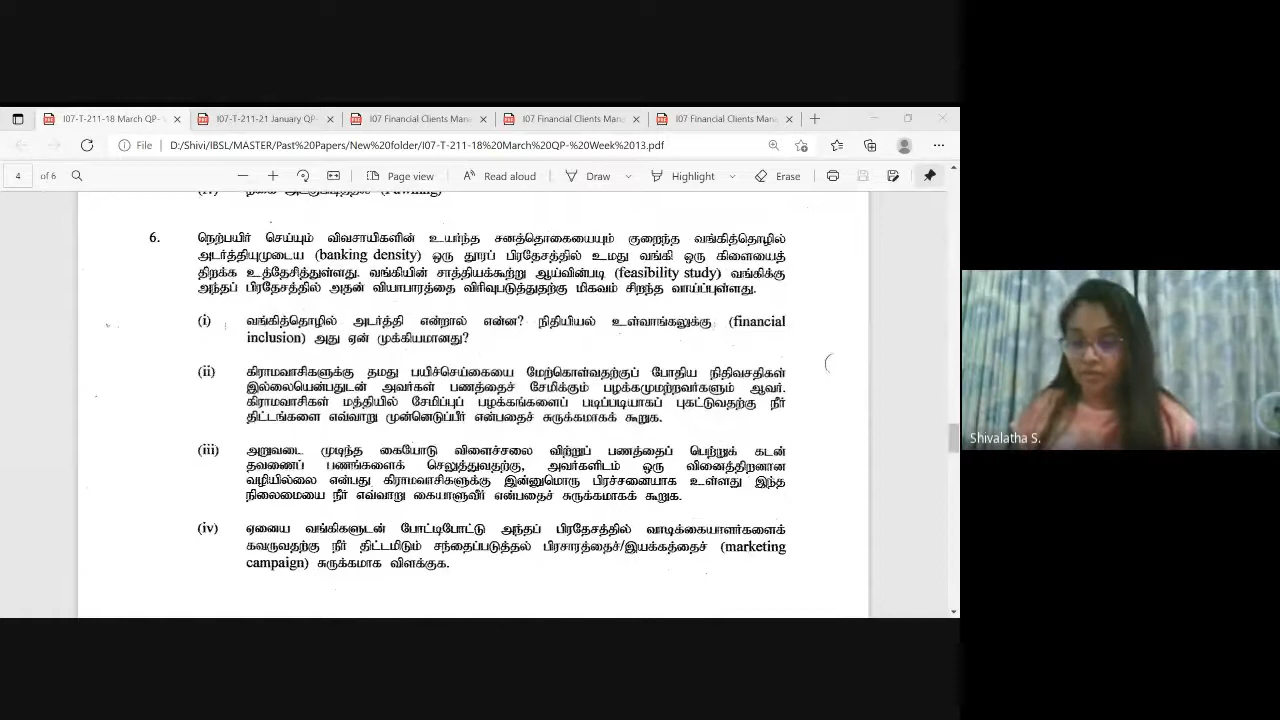 I07-T-211-18 March QP- W
I07-T-211-21 January QP-
I07 Financial Clients Mana
I07 Financial Clients Mana
I07 Financial Clients Mana
File D:/Shivi/IBSL/MASTER/Past%20Papers/New%20folder/I07-T-211-18%20March%20QP-%20Week%2013.pdf
4 of 6 Page view Read aloud Draw Highlight Erase
6. நெற்பயிர் செய்யும் விவசாயிகளின் உயர்ந்த சனத்தொகையையும் குறைந்த வங்கித்தொழில்
அடர்த்தியுமுடைய (banking density) ஒரு தூரப் பிரதேசத்தில் உமது வங்கி ஒரு கிளையைத்
திறக்க உத்தேசித்துள்ளது. வங்கியின் சாத்தியக்கூற்று ஆய்வின்படி (feasibility study) வங்கிக்கு
அந்தப் பிரதேசத்தில் அதன் வியாபாரத்தை விரிவுபடுத்துதற்கு மிகவம் சிறந்த வாய்ப்புள்ளது.
(i) வங்கித்தொழில் அடர்த்தி என்றால் என்ன? நிதியியல் உள்வாங்கலுக்கு (financial
inclusion) அது ஏன் முக்கியமானது?
(ii) கிராமவாசிகளுக்கு தமது பயிச்செய்கையை மேற்கொள்வதற்குப் போதிய நிதிவசதிகள்
இல்லையென்பதுடன் அவர்கள் பணத்தைச் சேமிக்கும் பழக்கமுமற்றவர்களும் ஆவர்.
கிராமவாசிகள் மத்தியில் சேமிப்புப் பழக்கங்களைப் படிப்படியாகப் புகட்டுவதற்கு நீர்
திட்டங்களை எவ்வாறு முன்னெடுப்பீர் என்பதைச் சுருக்கமாகக் கூறுக.
(iii) அறுவடை முடிந்த கையோடு விளைச்சலை விற்றுப் பணத்தைப் பெற்றுக் கடன்
தவணைப் பணங்களைக் செலுத்துவதற்கு, அவர்களிடம் ஒரு வினைத்திறனான
வழியில்லை என்பது கிராமவாசிகளுக்கு இன்னுமொரு பிரச்சனையாக உள்ளது இந்த
நிலைமையை நீர் எவ்வாறு கையாளுவீர் என்பதைச் சுருக்கமாகக் கூறுக.
(iv) ஏனைய வங்கிகளுடன் போட்டிபோட்டு அந்தப் பிரதேசத்தில் வாடிக்கையாளர்களைக்
கவருவதற்கு நீர் திட்டமிடும் சந்தைப்படுத்தல் பிரசாரத்தைச்/இயக்கத்தைச் (marketing
campaign) சுருக்கமாக விளக்குக.
Shivalatha S.